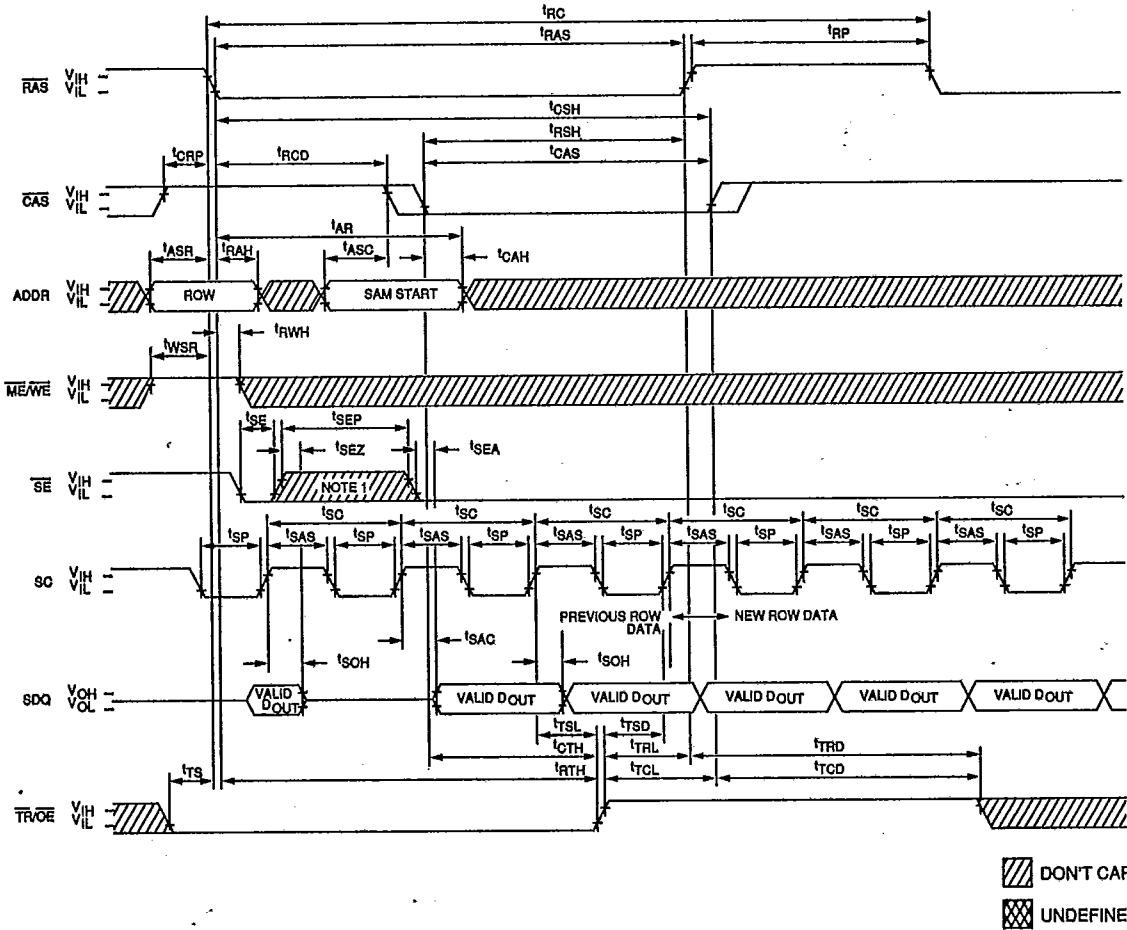 tRC
tRAS
tRP
RAS VIH
VIL
tCSH
tRSH
tCRP
tRCD
tCAS
CAS VIH
VIL
tAR
tASR
tRAH
tASC
tCAH
ADDR VIH
VIL
ROW
SAM START
tRWH
tWSR
ME/WE VIH
VIL
tSE
tSEP
tSEZ
tSEA
SE VIH
VIL
NOTE 1
tSC tSC tSC tSC tSC tSC
tSP tSAS tSP tSAS tSP tSAS tSP tSAS tSP tSAS tSP tSAS tSP
SC VIH
VIL
PREVIOUS ROW
DATA
NEW ROW DATA
tSAC
tSOH
tSOH
SDQ VOH
VOL
VALID
DOUT
VALID DOUT
VALID DOUT
VALID DOUT
VALID DOUT
VALID DOUT
tTSL
tTSD
tCTH
tTRL
tTRD
tTS
tRTH
tTCL
tTCD
TR/OE VIH
VIL
DON'T CAR
UNDEFINE